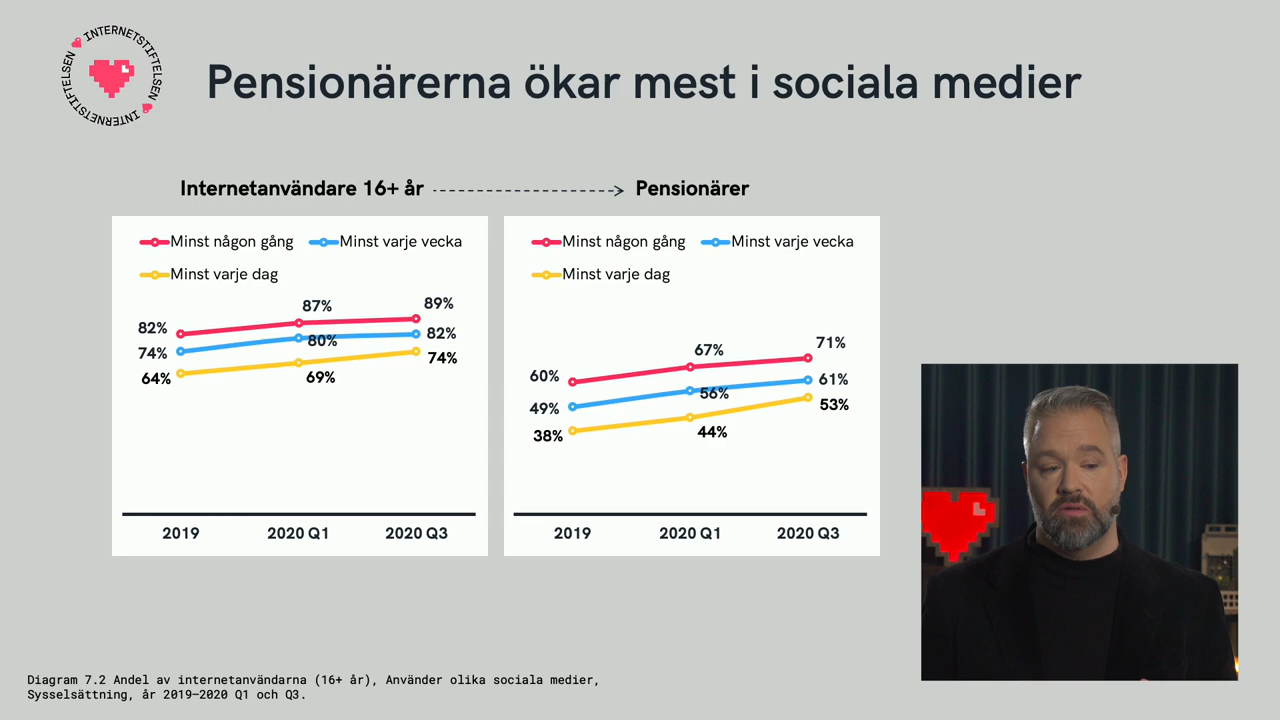 INTERNETSTIFTELSEN INTERNETSTIFTELSEN
Pensionärerna ökar mest i sociala medier
Internetanvändare 16+ år
Pensionärer
Minst någon gång
Minst varje vecka
Minst varje dag
82%
87%
89%
74%
80%
82%
64%
69%
74%
2019
2020 Q1
2020 Q3
Minst någon gång
Minst varje vecka
Minst varje dag
60%
67%
71%
49%
56%
61%
38%
44%
53%
2019
2020 Q1
2020 Q3
Diagram 7.2 Andel av internetanvändarna (16+ år), Använder olika sociala medier,
Sysselsättning, år 2019–2020 Q1 och Q3.